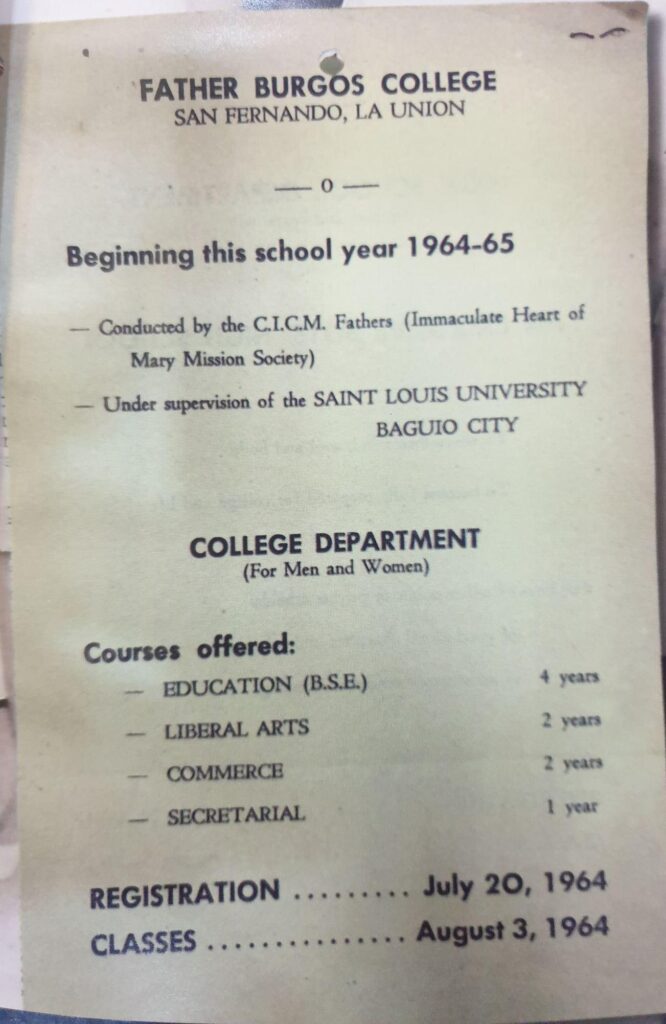 FATHER BURGOS COLLEGE
SAN FERNANDO, LA UNION
— o —
Beginning this school year 1964-65
— Conducted by the C.I.C.M. Fathers (Immaculate Heart of
Mary Mission Society)
— Under supervision of the SAINT LOUIS UNIVERSITY
BAGUIO CITY
COLLEGE DEPARTMENT
(For Men and Women)
Courses offered:
— EDUCATION (B.S.E.) 4 years
— LIBERAL ARTS 2 years
— COMMERCE 2 years
— SECRETARIAL 1 year
REGISTRATION ......... July 20, 1964
CLASSES ............... August 3, 1964